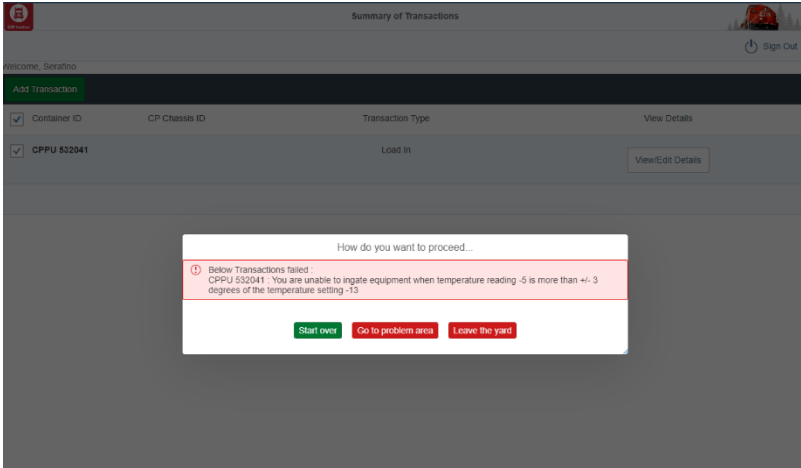 Summary of Transactions
Sign Out
Welcome, Serafino
Add Transaction
Container ID CP Chassis ID Transaction Type View Details
CPPU 532041 Load In View/Edit Details
How do you want to proceed...
Below Transactions failed :
CPPU 532041 : You are unable to ingate equipment when temperature reading -5 is more than +/- 3
degrees of the temperature setting -13
Start over Go to problem area Leave the yard